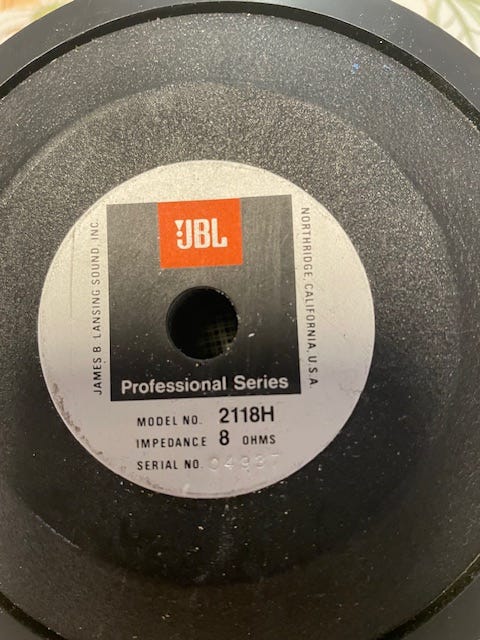 JBL
JAMES B. LANSING SOUND, INC.
NORTHRIDGE, CALIFORNIA, U.S.A.
Professional Series
MODEL NO. 2118H
IMPEDANCE 8 OHMS
SERIAL NO.